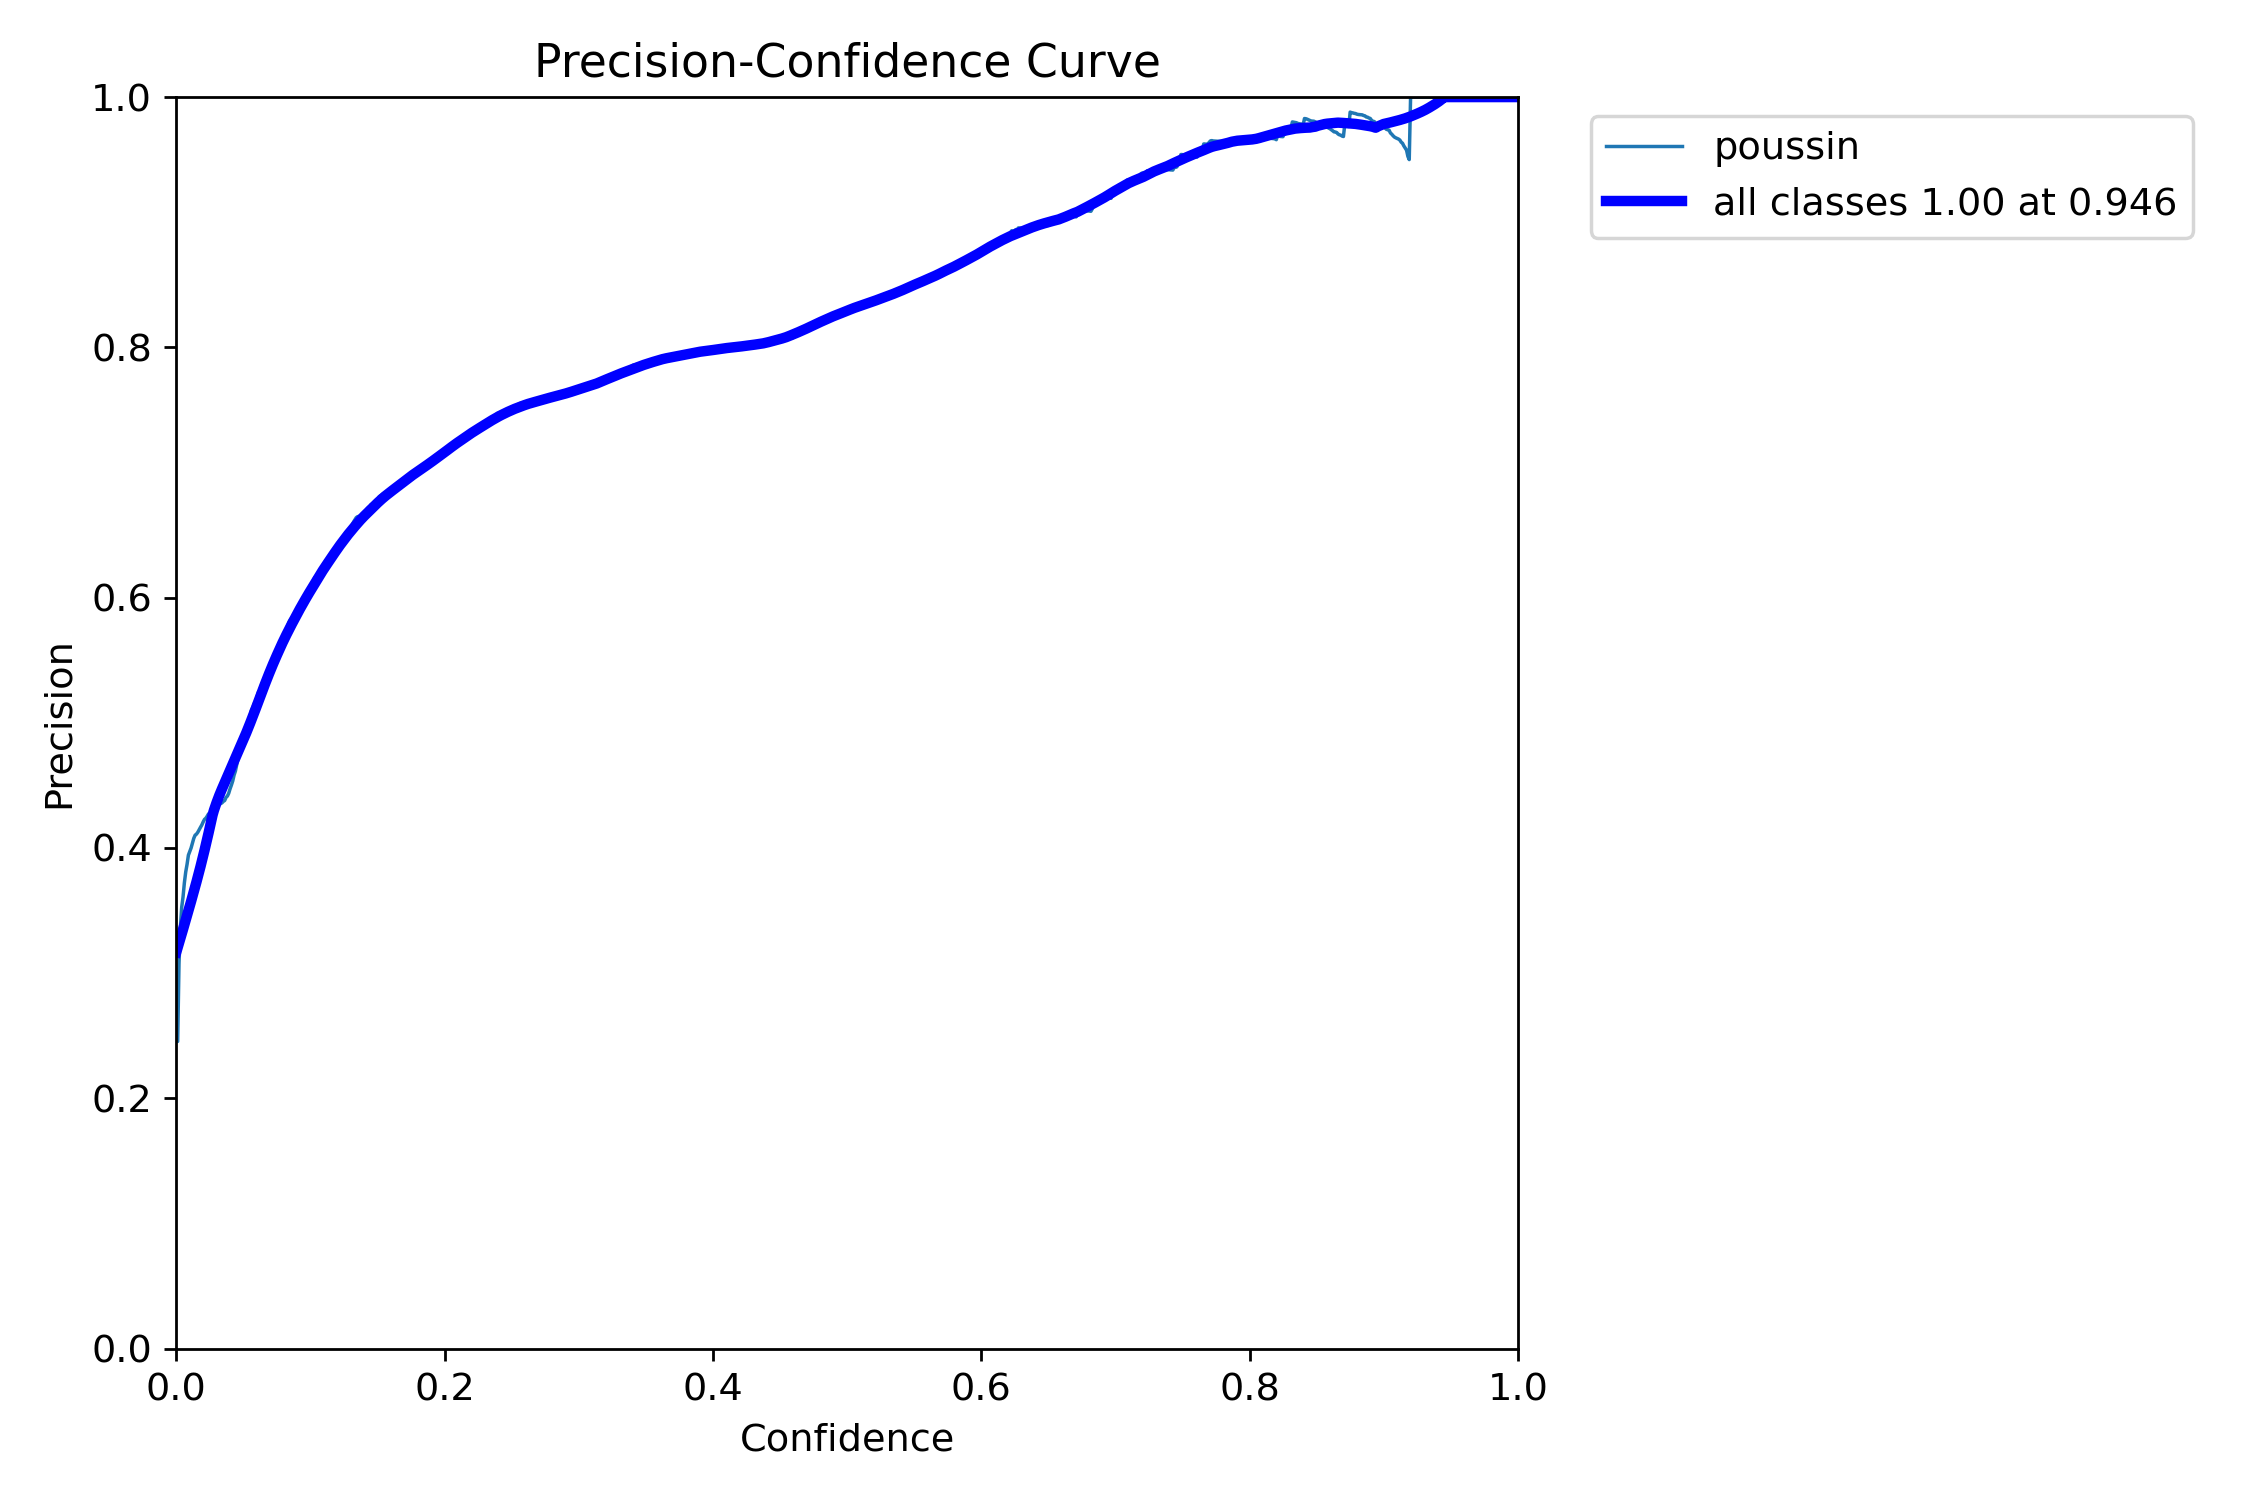 Precision-Confidence Curve
1.0
0.8
0.6
0.4
0.2
0.0
Precision
0.0 0.2 0.4 0.6 0.8 1.0
Confidence
poussin
all classes 1.00 at 0.946